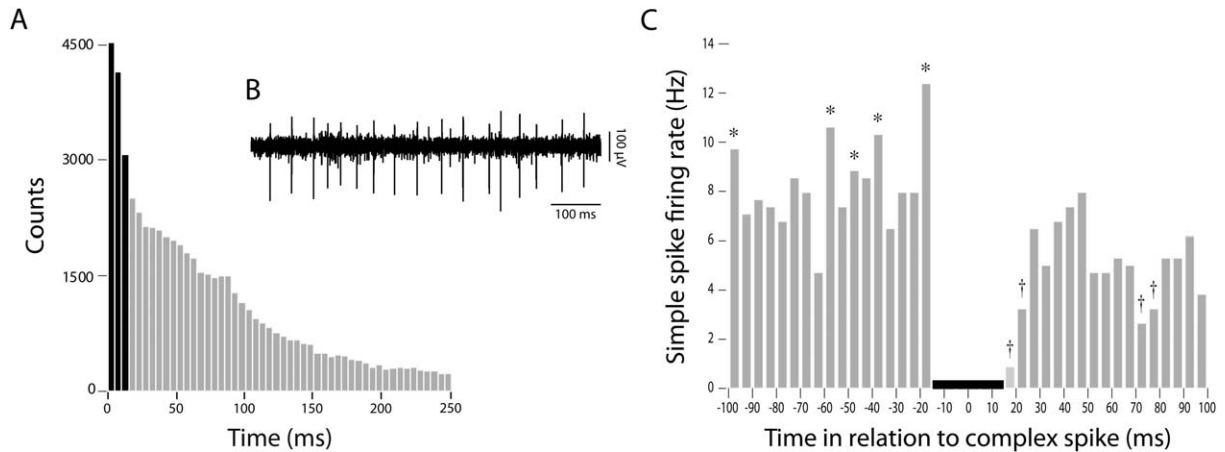 A
Counts
4500
3000
1500
0
0
50
100
150
200
250
Time (ms)
B
100 µV
100 ms
C
Simple spike firing rate (Hz)
14
12
10
8
6
4
2
0
*
*
*
*
*
†
†
†
†
-100 -90 -80 -70 -60 -50 -40 -30 -20 -10 0 10 20 30 40 50 60 70 80 90 100
Time in relation to complex spike (ms)